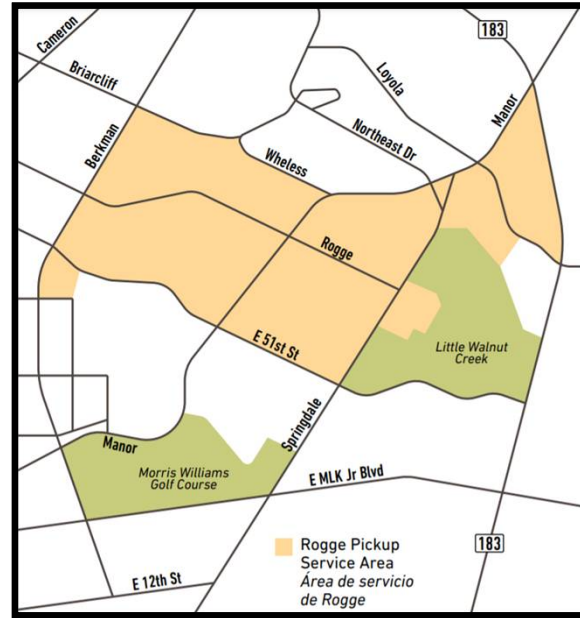 Cameron
183
Briarcliff
Loyola
Manor
Berkman
Northeast Dr
Wheless
Rogge
E 51st St
Little Walnut
Creek
Springdale
Manor
Morris Williams
Golf Course
E MLK Jr Blvd
Rogge Pickup
Service Area
Área de servicio
de Rogge
183
E 12th St